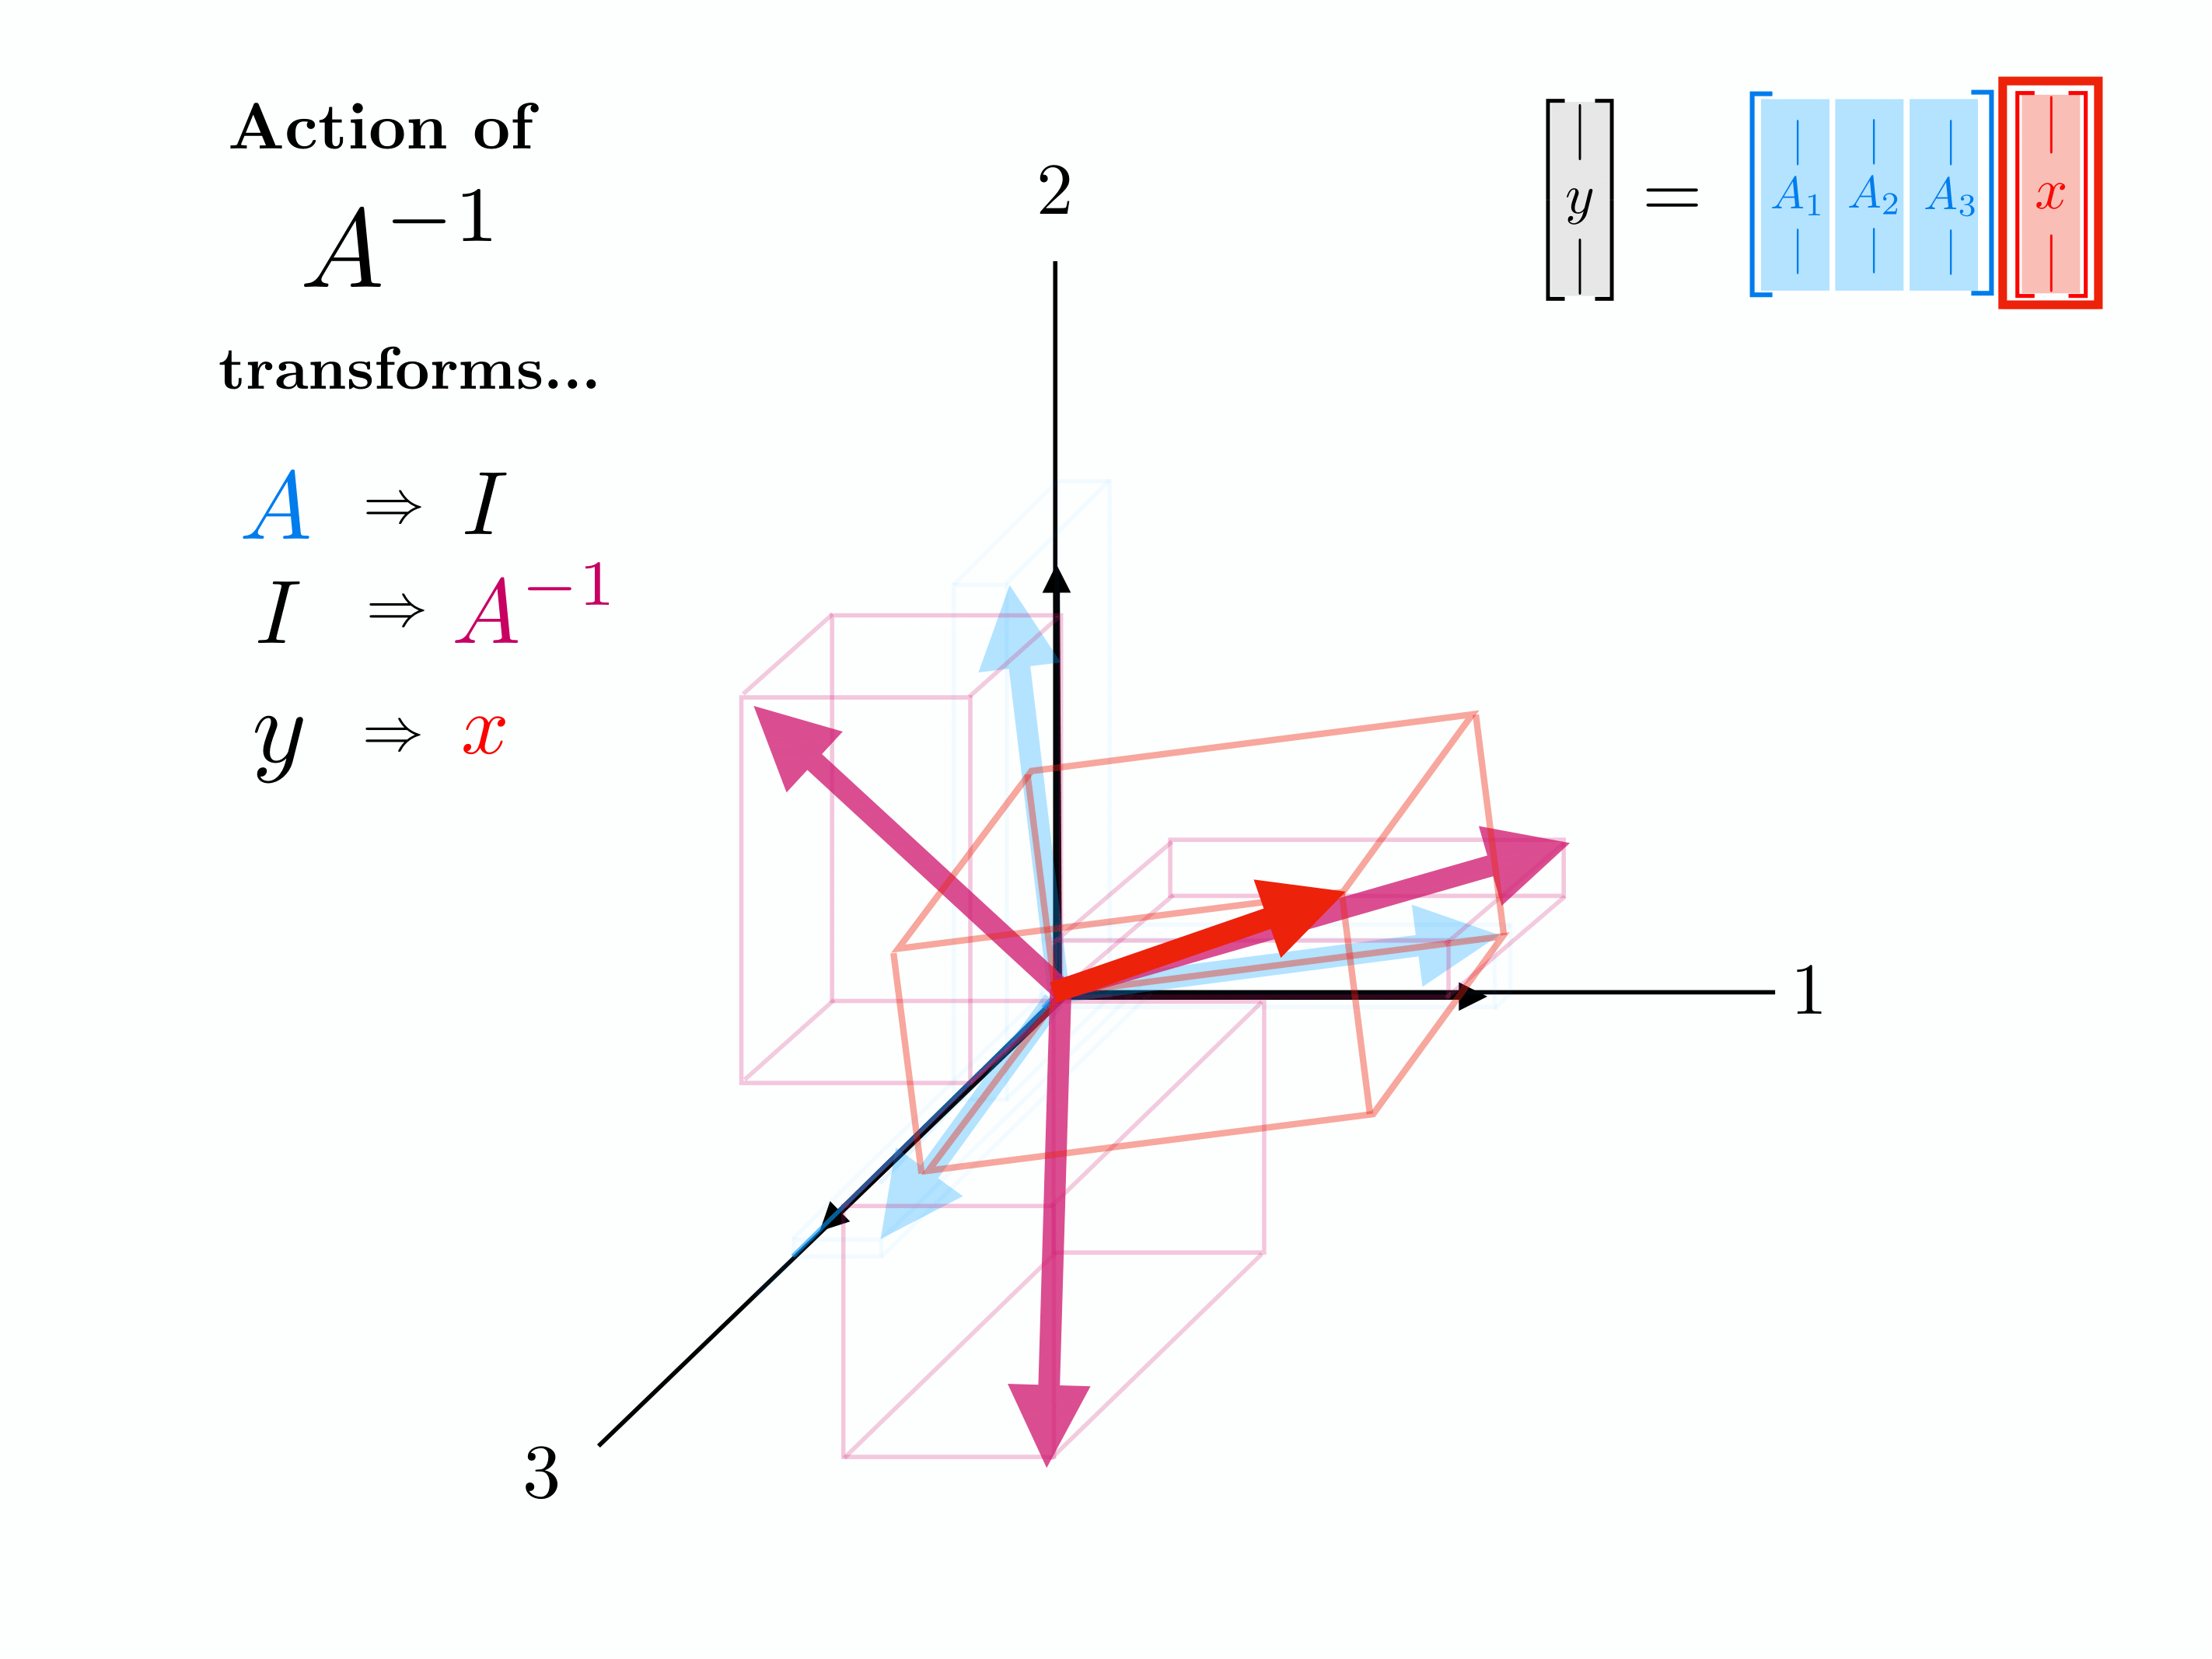 Action of
A⁻¹
transforms...
A ⇒ I
I ⇒ A⁻¹
y ⇒ x
y = A₁ A₂ A₃ x
2
1
3